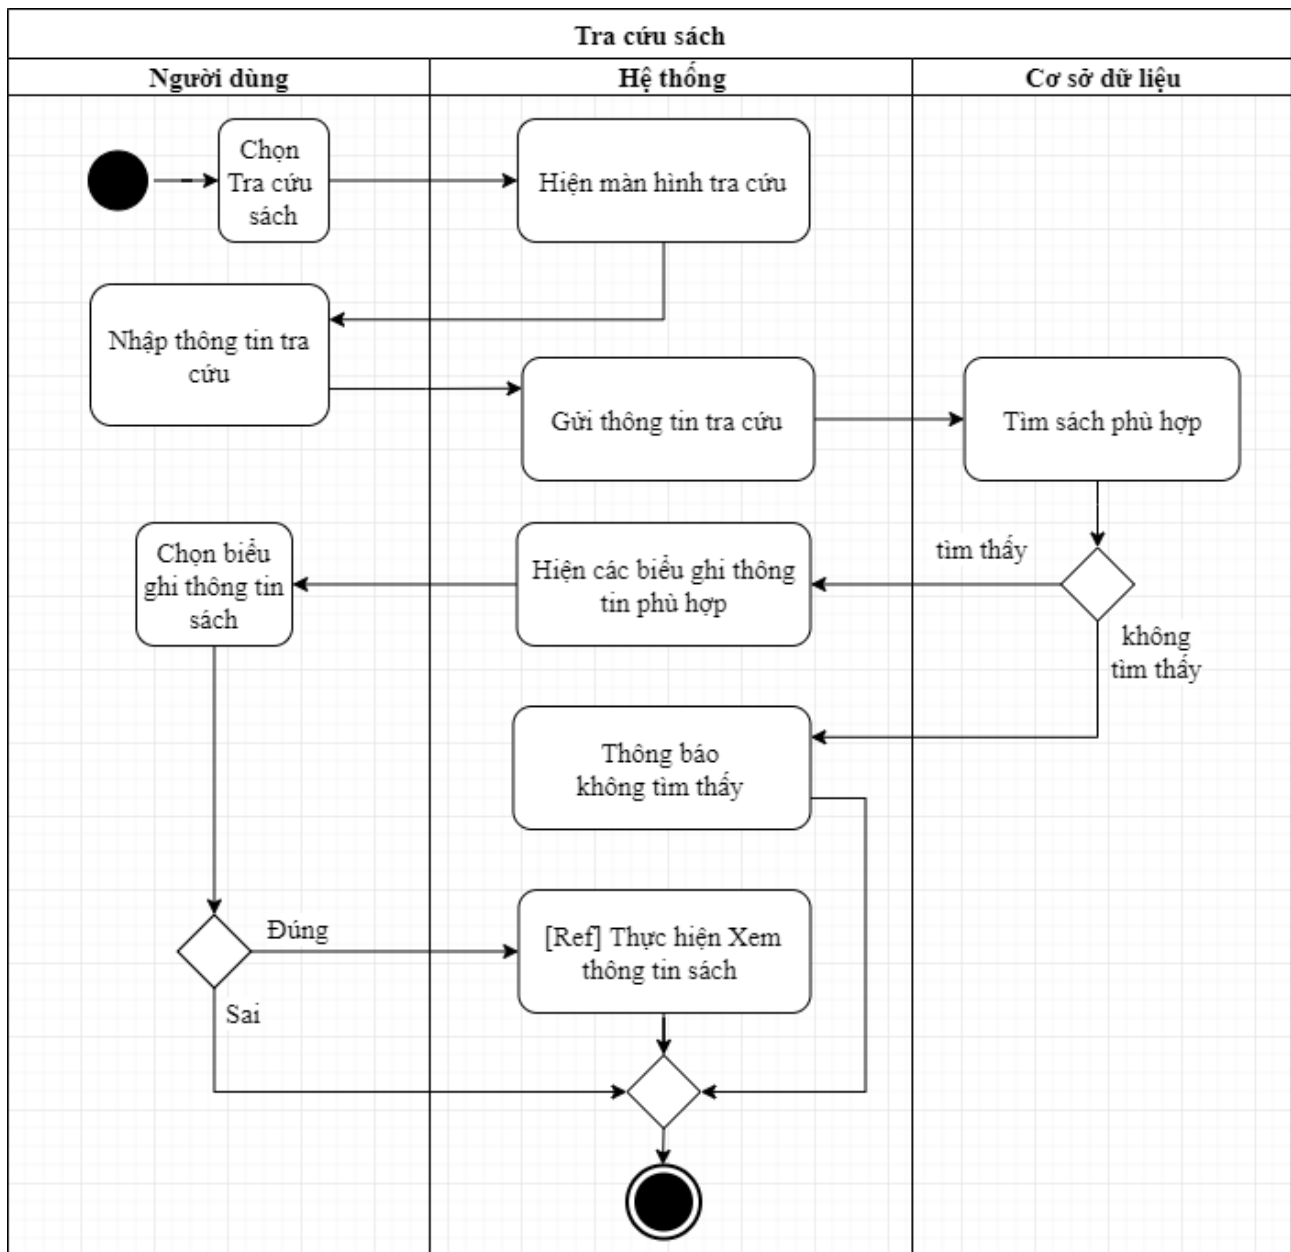 Tra cứu sách
Người dùng
Hệ thống
Cơ sở dữ liệu
Chọn
Tra cứu
sách
Hiện màn hình tra cứu
Nhập thông tin tra
cứu
Gửi thông tin tra cứu
Tìm sách phù hợp
Chọn biểu
ghi thông tin
sách
Hiện các biểu ghi thông
tin phù hợp
tìm thấy
không
tìm thấy
Thông báo
không tìm thấy
Đúng
[Ref] Thực hiện Xem
thông tin sách
Sai